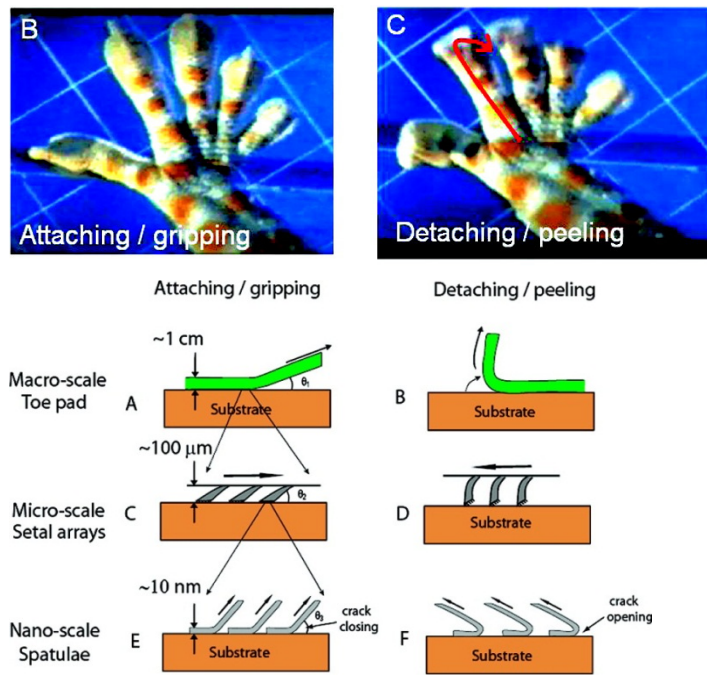 B
Attaching / gripping
C
Detaching / peeling
Attaching / gripping
Detaching / peeling
~1 cm
Macro-scale
Toe pad
A
θ1
Substrate
B
Substrate
~100 μm
Micro-scale
Setal arrays
C
θ2
Substrate
D
Substrate
~10 nm
Nano-scale
Spatulae
E
θ3
crack
closing
Substrate
F
crack
opening
Substrate